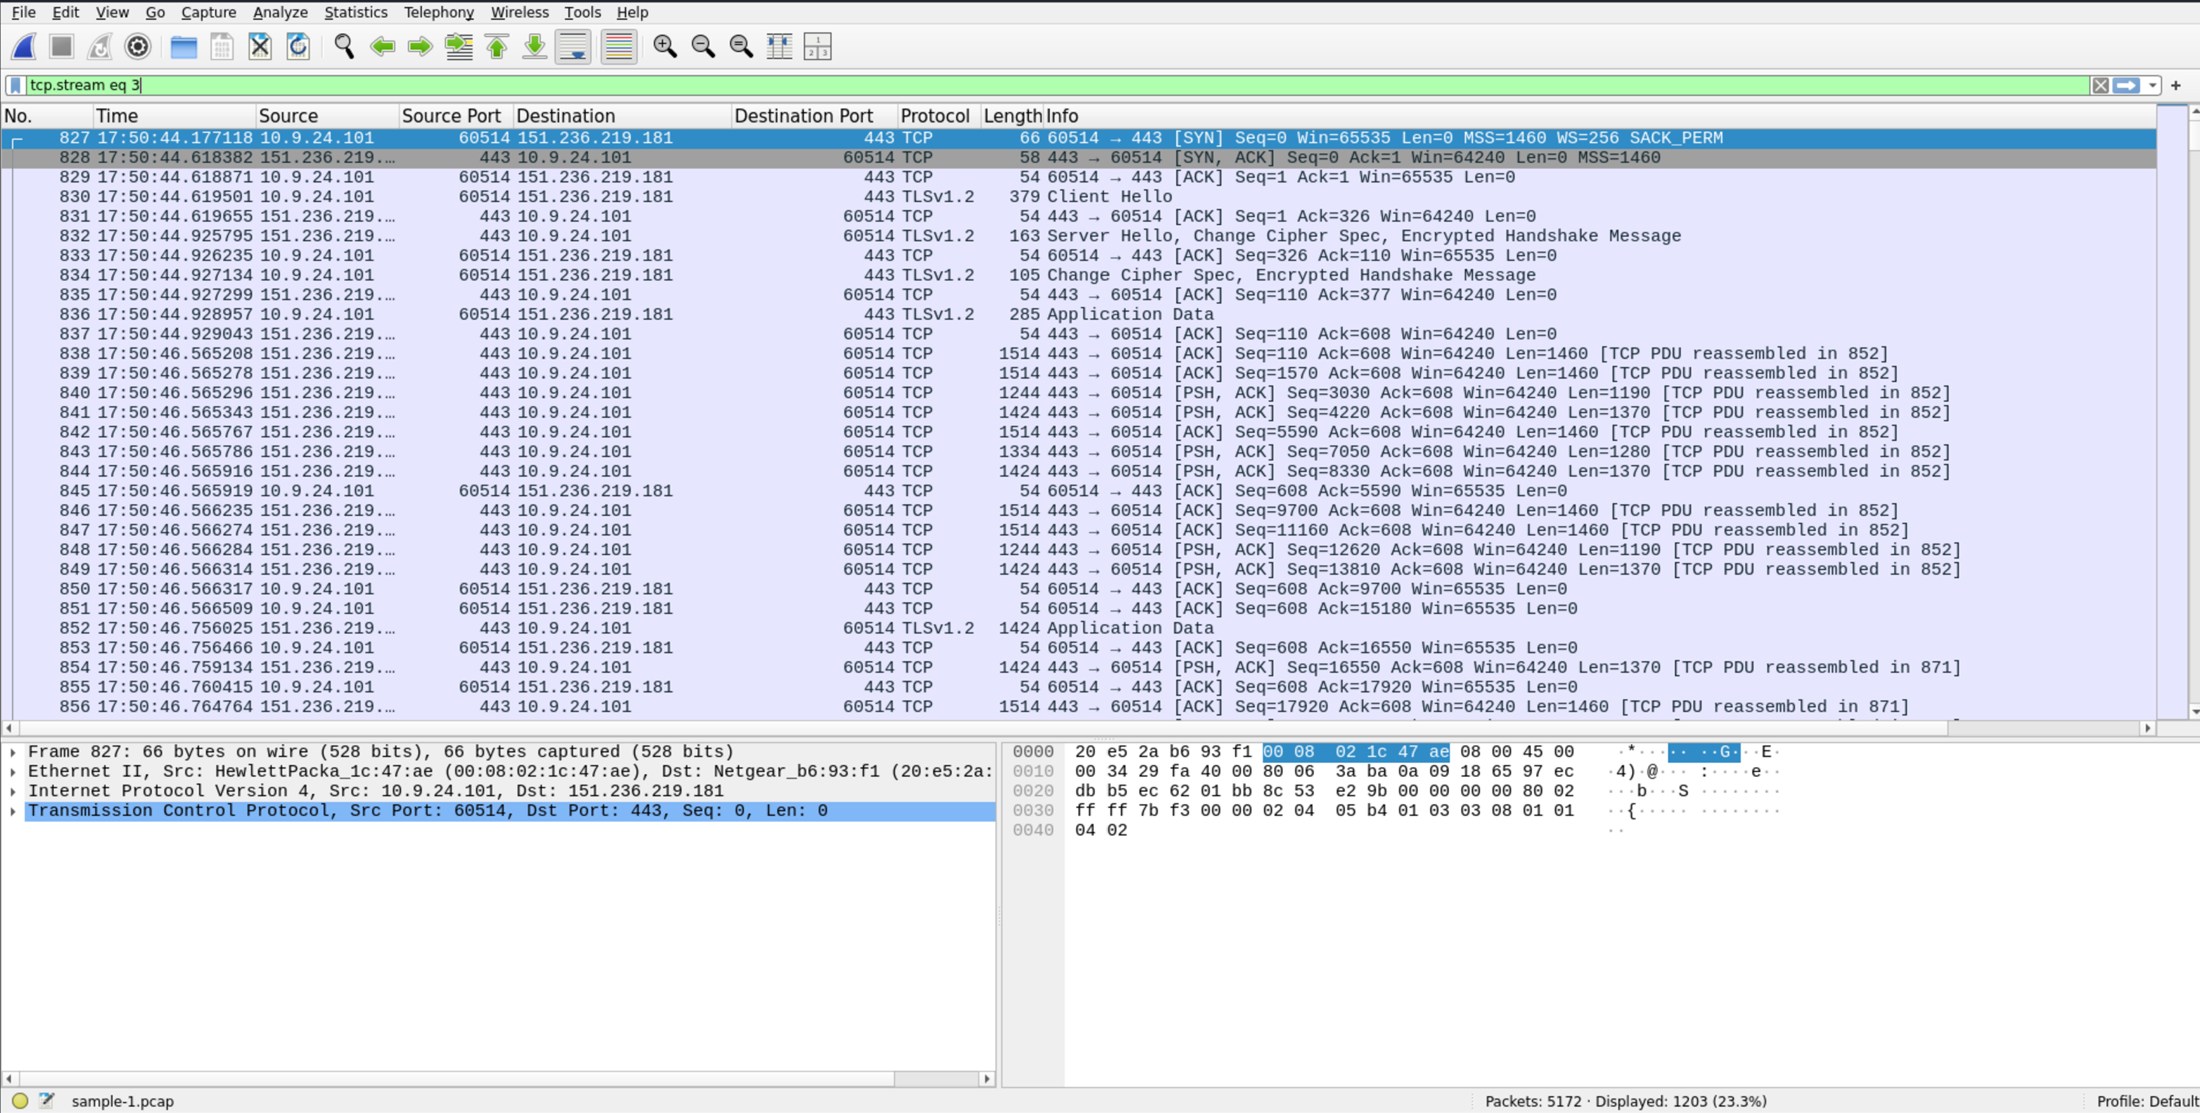 File Edit View Go Capture Analyze Statistics Telephony Wireless Tools Help
tcp.stream eq 3
No. Time Source Source Port Destination Destination Port Protocol Length Info
827 17:50:44.177118 10.9.24.101 60514 151.236.219.181 443 TCP 66 60514 → 443 [SYN] Seq=0 Win=65535 Len=0 MSS=1460 WS=256 SACK_PERM
828 17:50:44.618382 151.236.219.… 443 10.9.24.101 60514 TCP 58 443 → 60514 [SYN, ACK] Seq=0 Ack=1 Win=64240 Len=0 MSS=1460
829 17:50:44.618871 10.9.24.101 60514 151.236.219.181 443 TCP 54 60514 → 443 [ACK] Seq=1 Ack=1 Win=65535 Len=0
830 17:50:44.619501 10.9.24.101 60514 151.236.219.181 443 TLSv1.2 379 Client Hello
831 17:50:44.619655 151.236.219.… 443 10.9.24.101 60514 TCP 54 443 → 60514 [ACK] Seq=1 Ack=326 Win=64240 Len=0
832 17:50:44.925795 151.236.219.… 443 10.9.24.101 60514 TLSv1.2 163 Server Hello, Change Cipher Spec, Encrypted Handshake Message
833 17:50:44.926235 10.9.24.101 60514 151.236.219.181 443 TCP 54 60514 → 443 [ACK] Seq=326 Ack=110 Win=65535 Len=0
834 17:50:44.927134 10.9.24.101 60514 151.236.219.181 443 TLSv1.2 105 Change Cipher Spec, Encrypted Handshake Message
835 17:50:44.927299 151.236.219.… 443 10.9.24.101 60514 TCP 54 443 → 60514 [ACK] Seq=110 Ack=377 Win=64240 Len=0
836 17:50:44.928957 10.9.24.101 60514 151.236.219.181 443 TLSv1.2 285 Application Data
837 17:50:44.929043 151.236.219.… 443 10.9.24.101 60514 TCP 54 443 → 60514 [ACK] Seq=110 Ack=608 Win=64240 Len=0
838 17:50:46.565208 151.236.219.… 443 10.9.24.101 60514 TCP 1514 443 → 60514 [ACK] Seq=110 Ack=608 Win=64240 Len=1460 [TCP PDU reassembled in 852]
839 17:50:46.565278 151.236.219.… 443 10.9.24.101 60514 TCP 1514 443 → 60514 [ACK] Seq=1570 Ack=608 Win=64240 Len=1460 [TCP PDU reassembled in 852]
840 17:50:46.565296 151.236.219.… 443 10.9.24.101 60514 TCP 1244 443 → 60514 [PSH, ACK] Seq=3030 Ack=608 Win=64240 Len=1190 [TCP PDU reassembled in 852]
841 17:50:46.565343 151.236.219.… 443 10.9.24.101 60514 TCP 1424 443 → 60514 [PSH, ACK] Seq=4220 Ack=608 Win=64240 Len=1370 [TCP PDU reassembled in 852]
842 17:50:46.565767 151.236.219.… 443 10.9.24.101 60514 TCP 1514 443 → 60514 [ACK] Seq=5590 Ack=608 Win=64240 Len=1460 [TCP PDU reassembled in 852]
843 17:50:46.565786 151.236.219.… 443 10.9.24.101 60514 TCP 1334 443 → 60514 [PSH, ACK] Seq=7050 Ack=608 Win=64240 Len=1280 [TCP PDU reassembled in 852]
844 17:50:46.565916 151.236.219.… 443 10.9.24.101 60514 TCP 1424 443 → 60514 [PSH, ACK] Seq=8330 Ack=608 Win=64240 Len=1370 [TCP PDU reassembled in 852]
845 17:50:46.565919 10.9.24.101 60514 151.236.219.181 443 TCP 54 60514 → 443 [ACK] Seq=608 Ack=5590 Win=65535 Len=0
846 17:50:46.566235 151.236.219.… 443 10.9.24.101 60514 TCP 1514 443 → 60514 [ACK] Seq=9700 Ack=608 Win=64240 Len=1460 [TCP PDU reassembled in 852]
847 17:50:46.566274 151.236.219.… 443 10.9.24.101 60514 TCP 1514 443 → 60514 [ACK] Seq=11160 Ack=608 Win=64240 Len=1460 [TCP PDU reassembled in 852]
848 17:50:46.566284 151.236.219.… 443 10.9.24.101 60514 TCP 1244 443 → 60514 [PSH, ACK] Seq=12620 Ack=608 Win=64240 Len=1190 [TCP PDU reassembled in 852]
849 17:50:46.566314 151.236.219.… 443 10.9.24.101 60514 TCP 1424 443 → 60514 [PSH, ACK] Seq=13810 Ack=608 Win=64240 Len=1370 [TCP PDU reassembled in 852]
850 17:50:46.566317 10.9.24.101 60514 151.236.219.181 443 TCP 54 60514 → 443 [ACK] Seq=608 Ack=9700 Win=65535 Len=0
851 17:50:46.566509 10.9.24.101 60514 151.236.219.181 443 TCP 54 60514 → 443 [ACK] Seq=608 Ack=15180 Win=65535 Len=0
852 17:50:46.756025 151.236.219.… 443 10.9.24.101 60514 TLSv1.2 1424 Application Data
853 17:50:46.756466 10.9.24.101 60514 151.236.219.181 443 TCP 54 60514 → 443 [ACK] Seq=608 Ack=16550 Win=65535 Len=0
854 17:50:46.759134 151.236.219.… 443 10.9.24.101 60514 TCP 1424 443 → 60514 [PSH, ACK] Seq=16550 Ack=608 Win=64240 Len=1370 [TCP PDU reassembled in 871]
855 17:50:46.760415 10.9.24.101 60514 151.236.219.181 443 TCP 54 60514 → 443 [ACK] Seq=608 Ack=17920 Win=65535 Len=0
856 17:50:46.764764 151.236.219.… 443 10.9.24.101 60514 TCP 1514 443 → 60514 [ACK] Seq=17920 Ack=608 Win=64240 Len=1460 [TCP PDU reassembled in 871]
Frame 827: 66 bytes on wire (528 bits), 66 bytes captured (528 bits)
Ethernet II, Src: HewlettPacka_1c:47:ae (00:08:02:1c:47:ae), Dst: Netgear_b6:93:f1 (20:e5:2a:
Internet Protocol Version 4, Src: 10.9.24.101, Dst: 151.236.219.181
Transmission Control Protocol, Src Port: 60514, Dst Port: 443, Seq: 0, Len: 0
0000 20 e5 2a b6 93 f1 00 08 02 1c 47 ae 08 00 45 00 ·*····· ··G···E·
0010 00 34 29 fa 40 00 80 06 3a ba 0a 09 18 65 97 ec ·4)·@··· :····e··
0020 db b5 ec 62 01 bb 8c 53 e2 9b 00 00 00 00 80 02 ···b···S ········
0030 ff ff 7b f3 00 00 02 04 05 b4 01 03 03 08 01 01 ··{····· ········
0040 04 02 ··
sample-1.pcap
Packets: 5172 · Displayed: 1203 (23.3%)
Profile: Default